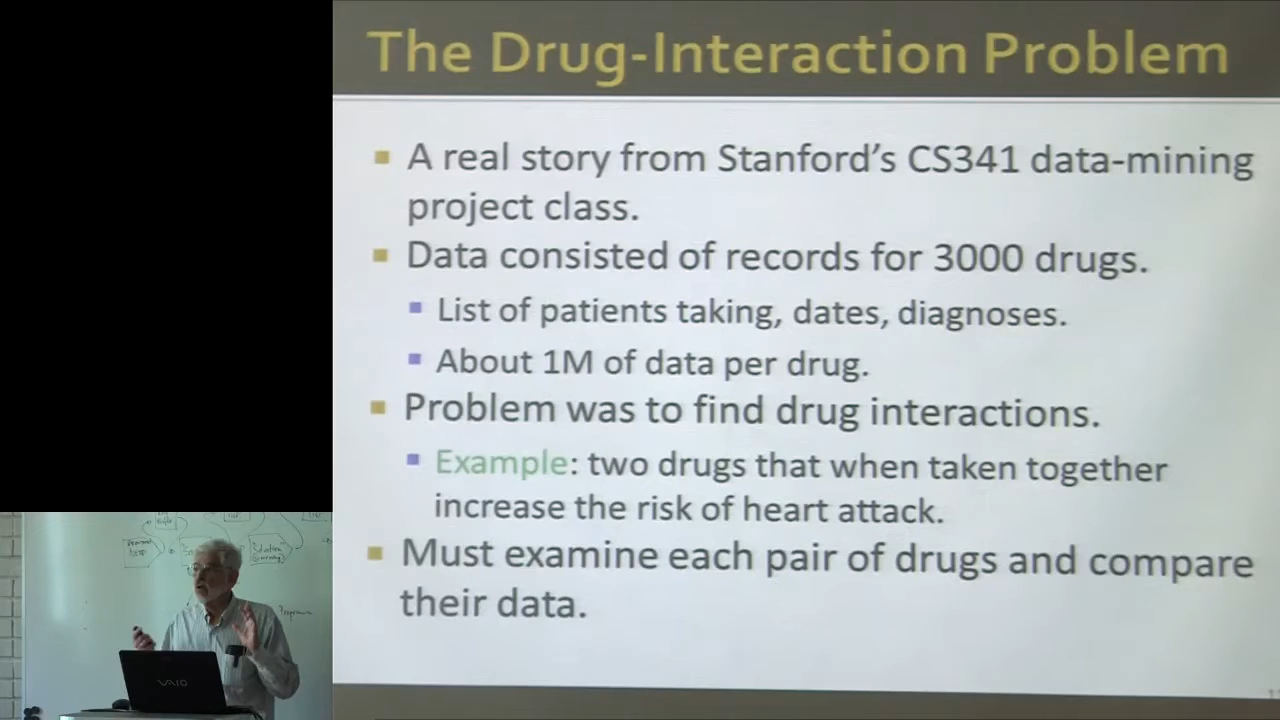 The Drug-Interaction Problem
A real story from Stanford's CS341 data-mining
project class.
Data consisted of records for 3000 drugs.
List of patients taking, dates, diagnoses.
About 1M of data per drug.
Problem was to find drug interactions.
Example: two drugs that when taken together
increase the risk of heart attack.
Must examine each pair of drugs and compare
their data.
VAIO